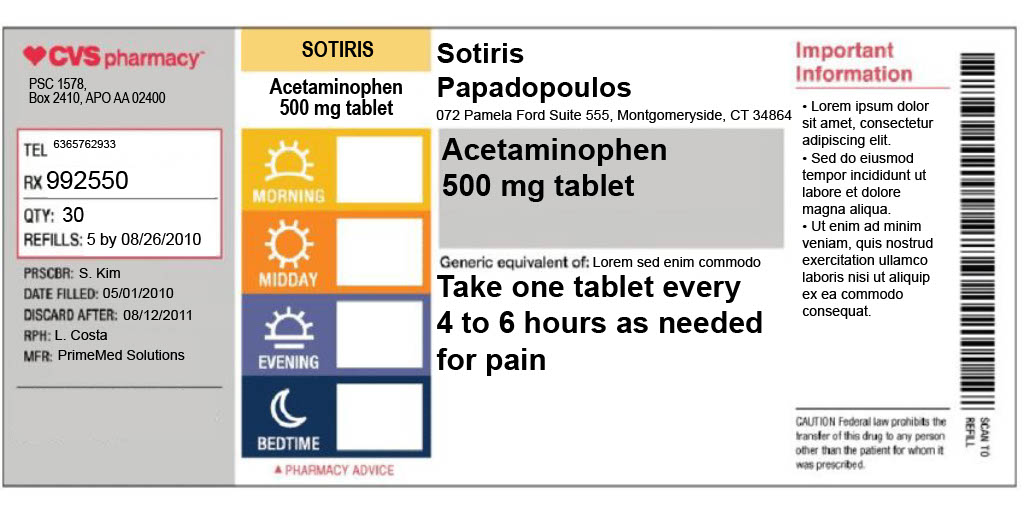 CVS pharmacy
PSC 1578,
Box 2410, APO AA 02400
TEL 6365762933
RX 992550
QTY: 30
REFILLS: 5 by 08/26/2010
PRSCBR: S. Kim
DATE FILLED: 05/01/2010
DISCARD AFTER: 08/12/2011
RPH: L. Costa
MFR: PrimeMed Solutions
SOTIRIS
Acetaminophen
500 mg tablet
MORNING
MIDDAY
EVENING
BEDTIME
▲ PHARMACY ADVICE
Sotiris
Papadopoulos
072 Pamela Ford Suite 555, Montgomeryside, CT 34864
Acetaminophen
500 mg tablet
Generic equivalent of: Lorem sed enim commodo
Take one tablet every
4 to 6 hours as needed
for pain
Important
Information
• Lorem ipsum dolor
sit amet, consectetur
adipiscing elit.
• Sed do eiusmod
tempor incididunt ut
labore et dolore
magna aliqua.
• Ut enim ad minim
veniam, quis nostrud
exercitation ullamco
laboris nisi ut aliquip
ex ea commodo
consequat.
CAUTION Federal law prohibits the
transfer of this drug to any person
other than the patient for whom it
was prescribed.
SCAN TO
REFILL